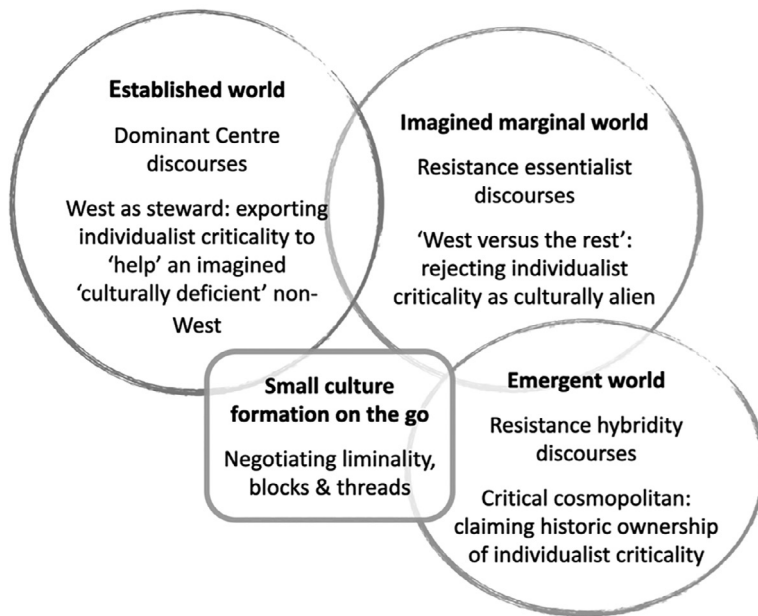 Established world
Dominant Centre
discourses
West as steward: exporting
individualist criticality to
‘help’ an imagined
‘culturally deficient’ non-
West
Imagined marginal world
Resistance essentialist
discourses
‘West versus the rest’:
rejecting individualist
criticality as culturally alien
Small culture
formation on the go
Negotiating liminality,
blocks & threads
Emergent world
Resistance hybridity
discourses
Critical cosmopolitan:
claiming historic ownership
of individualist criticality